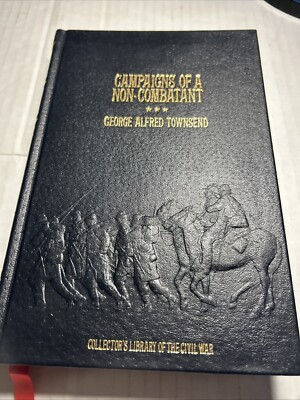 CAMPAIGNS OF A
NON-COMBATANT
★★★
GEORGE ALFRED TOWNSEND
COLLECTOR'S LIBRARY OF THE CIVIL WAR